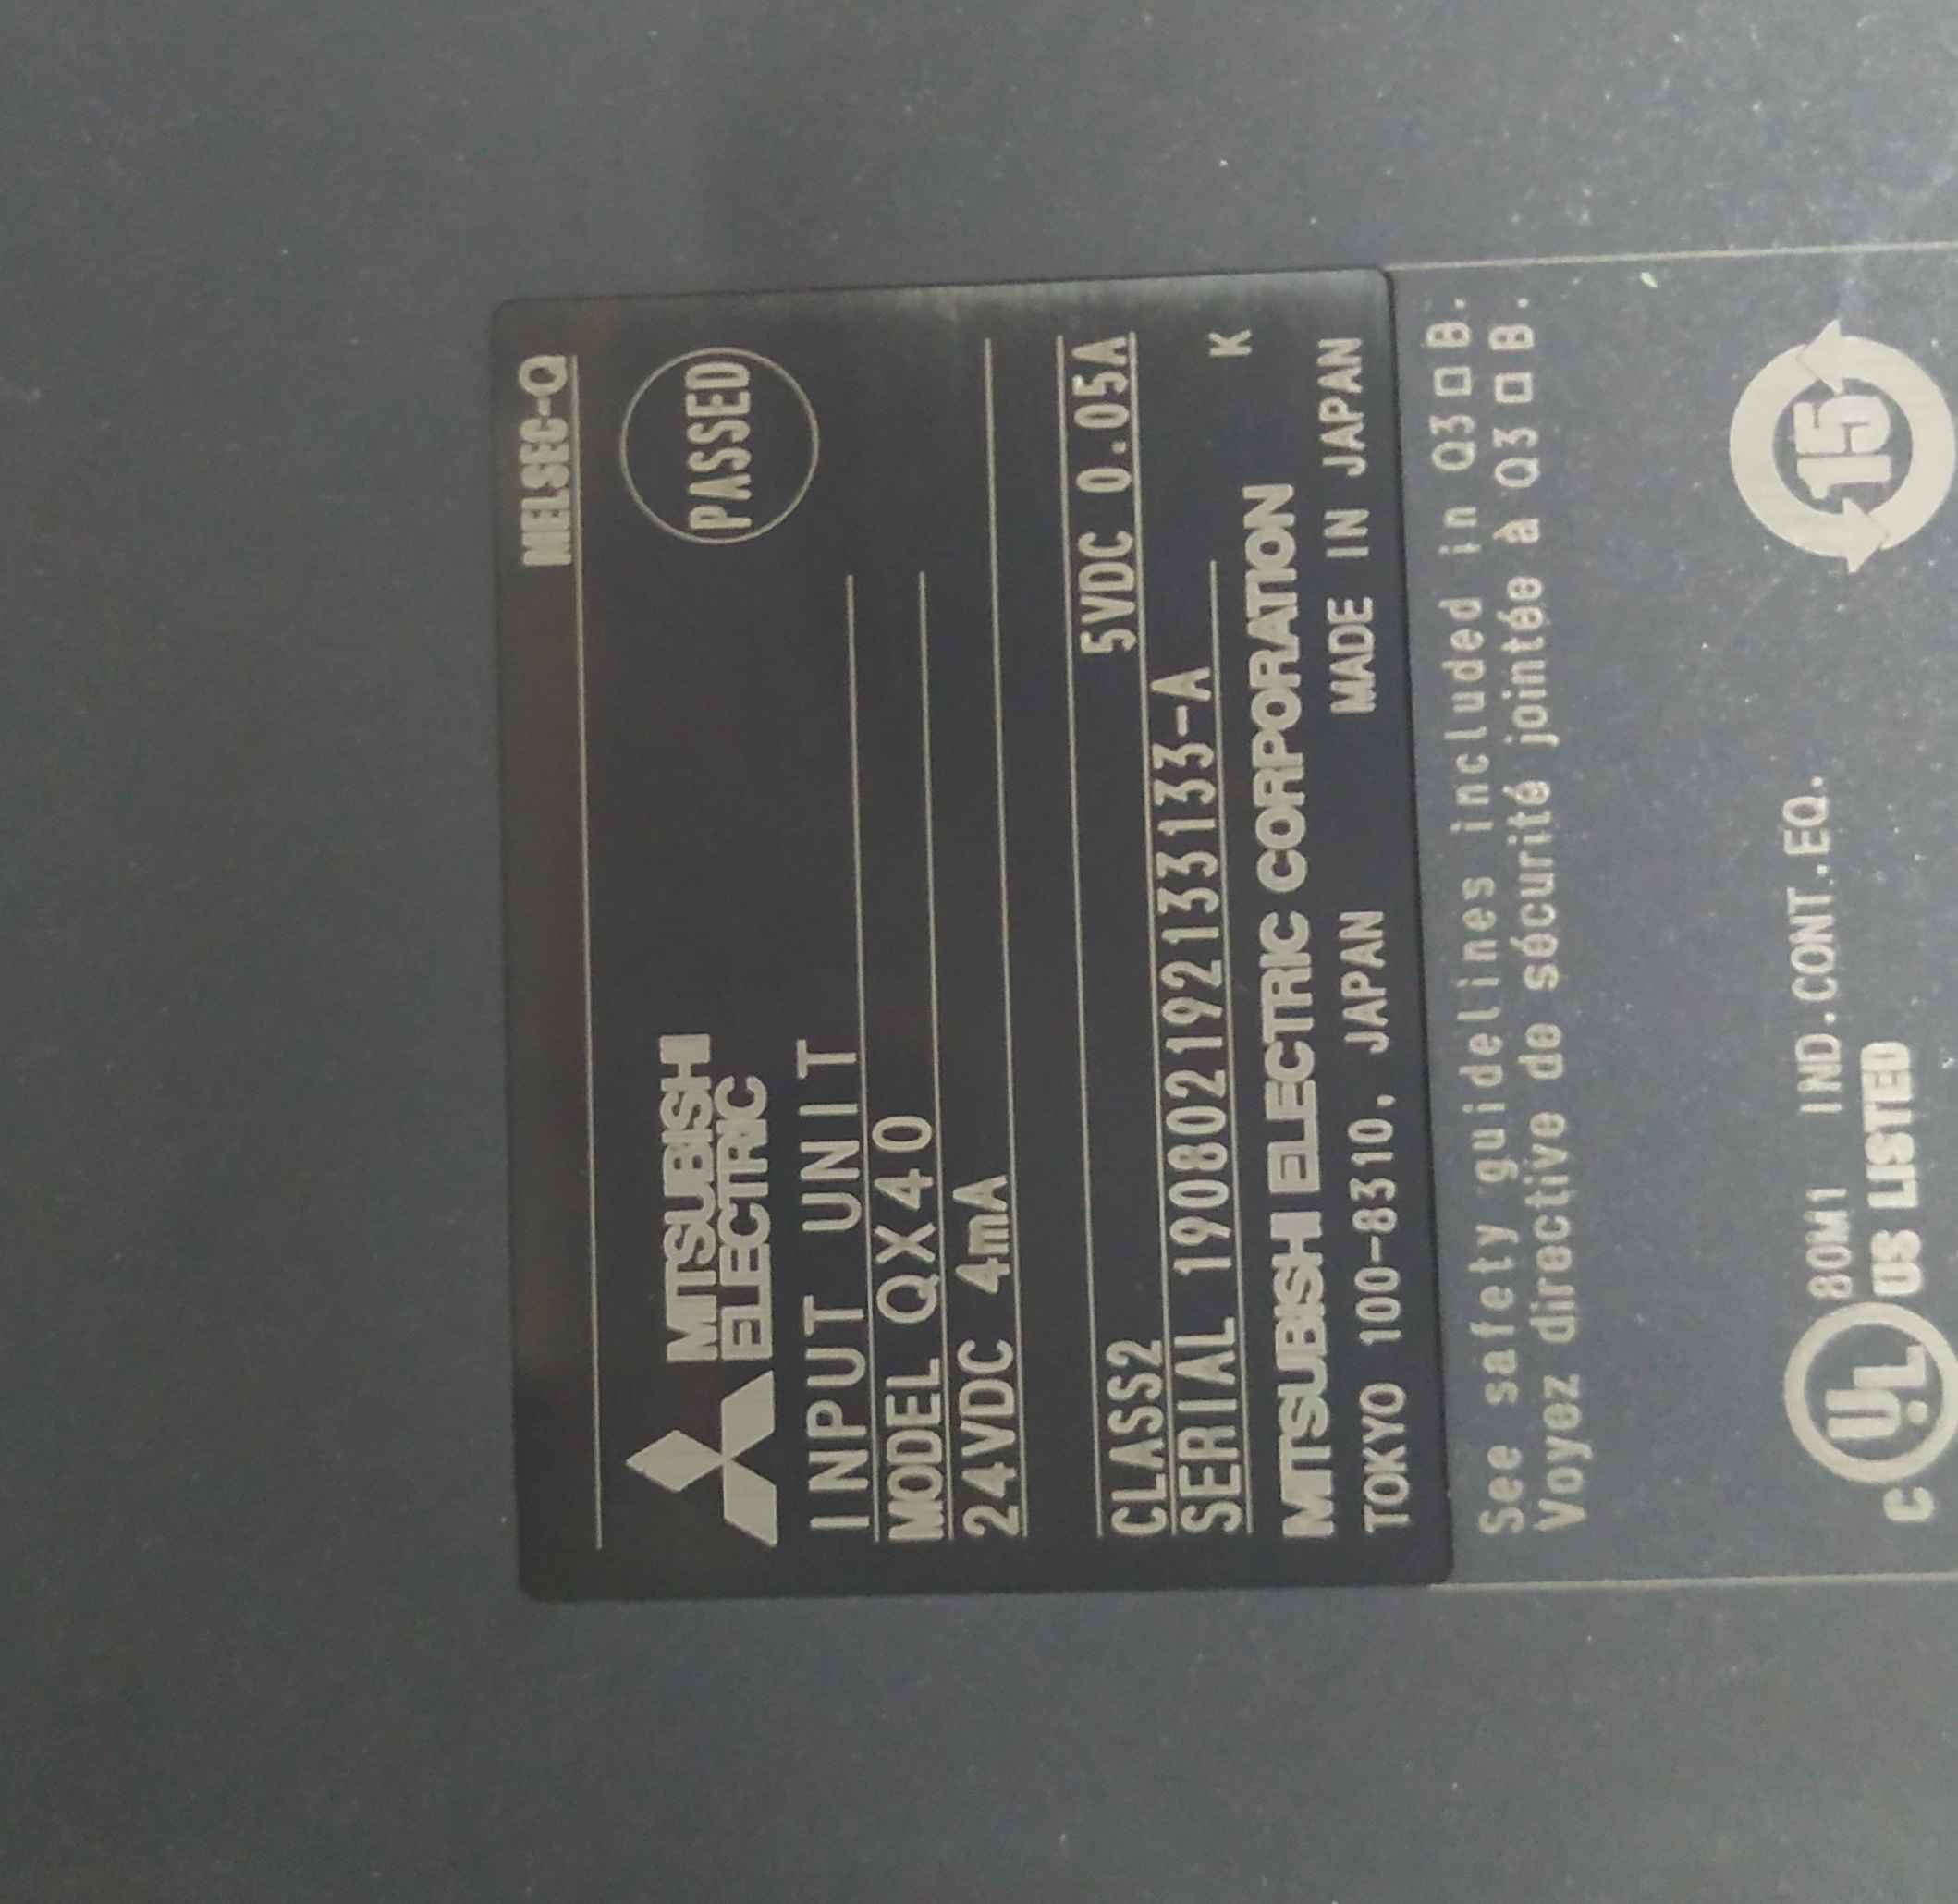 MELSEC-Q
MITSUBISHI
ELECTRIC
PASSED
INPUT UNIT
MODEL QX40
24VDC 4mA
5VDC 0.05A
CLASS2
SERIAL 190802192133133-A
K
MITSUBISHI ELECTRIC CORPORATION
TOKYO 100-8310, JAPAN MADE IN JAPAN
See safety guidelines included in Q3□B.
Voyez directive de sécurité jointée à Q3□B.
80M1 IND.CONT.EQ.
C UL US LISTED
15